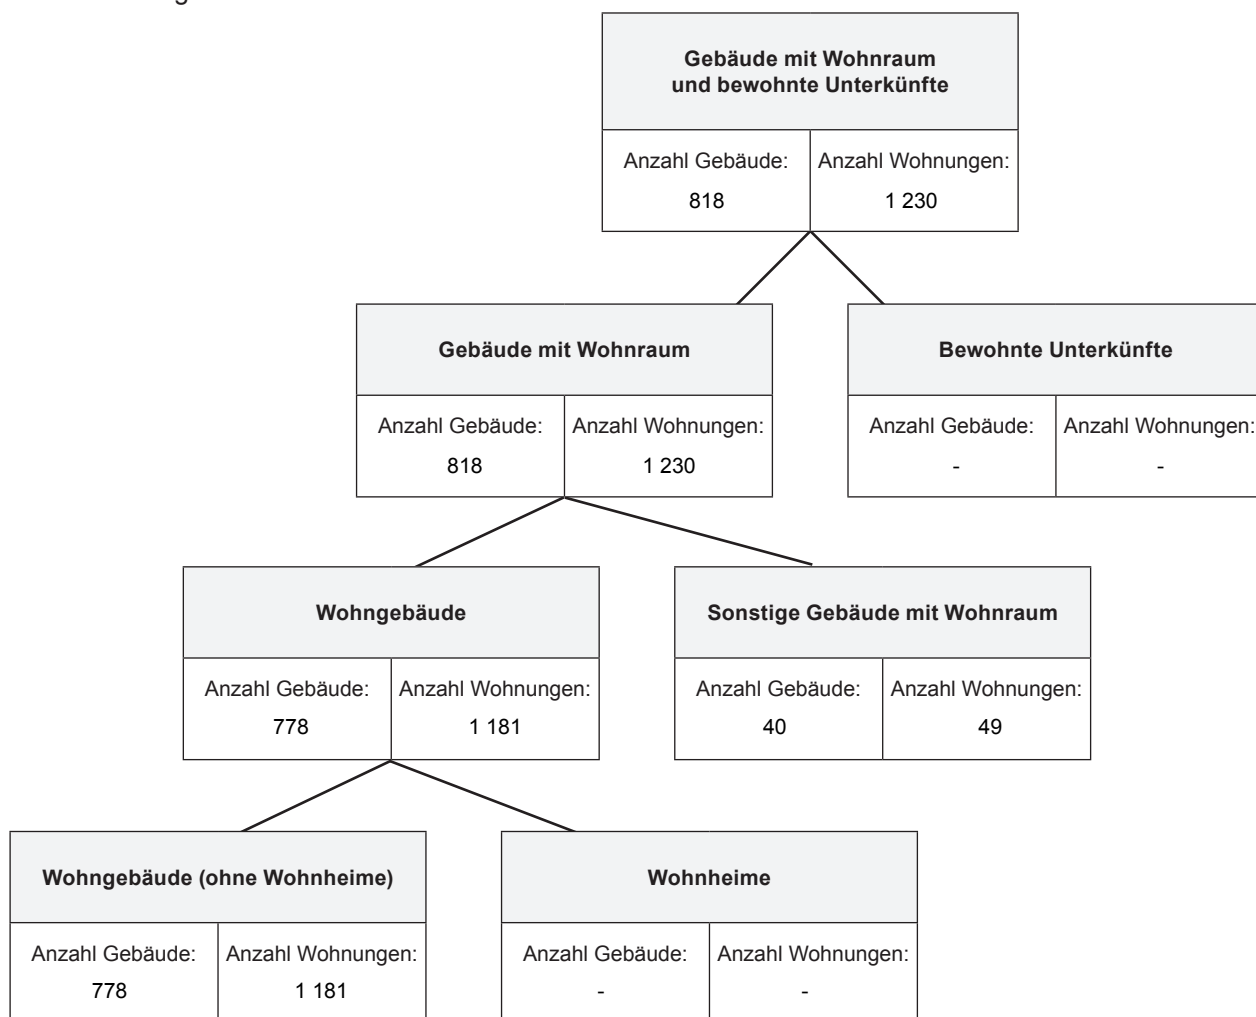 Gebäude mit Wohnraum
und bewohnte Unterkünfte
Anzahl Gebäude: Anzahl Wohnungen:
818 1 230
Gebäude mit Wohnraum
Anzahl Gebäude: Anzahl Wohnungen:
818 1 230
Bewohnte Unterkünfte
Anzahl Gebäude: Anzahl Wohnungen:
- -
Wohngebäude
Anzahl Gebäude: Anzahl Wohnungen:
778 1 181
Sonstige Gebäude mit Wohnraum
Anzahl Gebäude: Anzahl Wohnungen:
40 49
Wohngebäude (ohne Wohnheime)
Anzahl Gebäude: Anzahl Wohnungen:
778 1 181
Wohnheime
Anzahl Gebäude: Anzahl Wohnungen:
- -